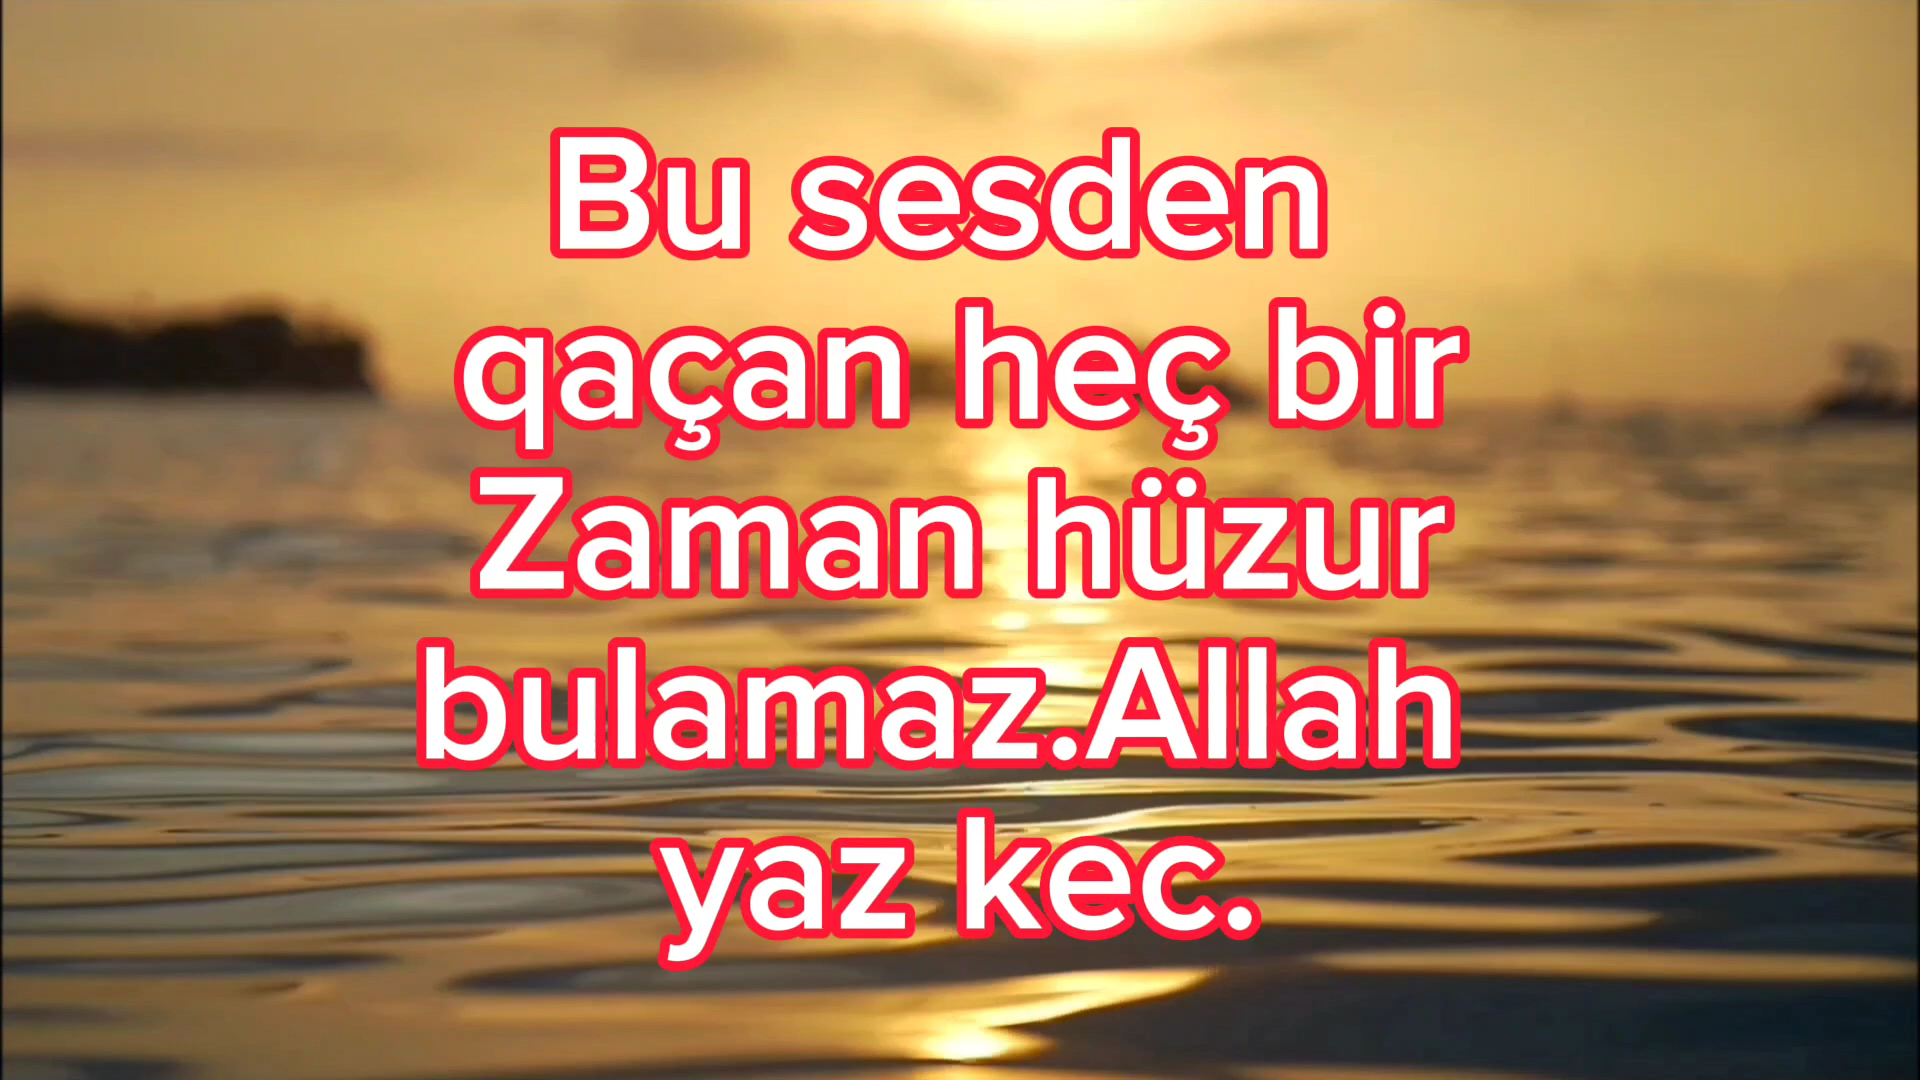 Bu sesden
qaçan heç bir
Zaman hüzur
bulamaz.Allah
yaz kec.